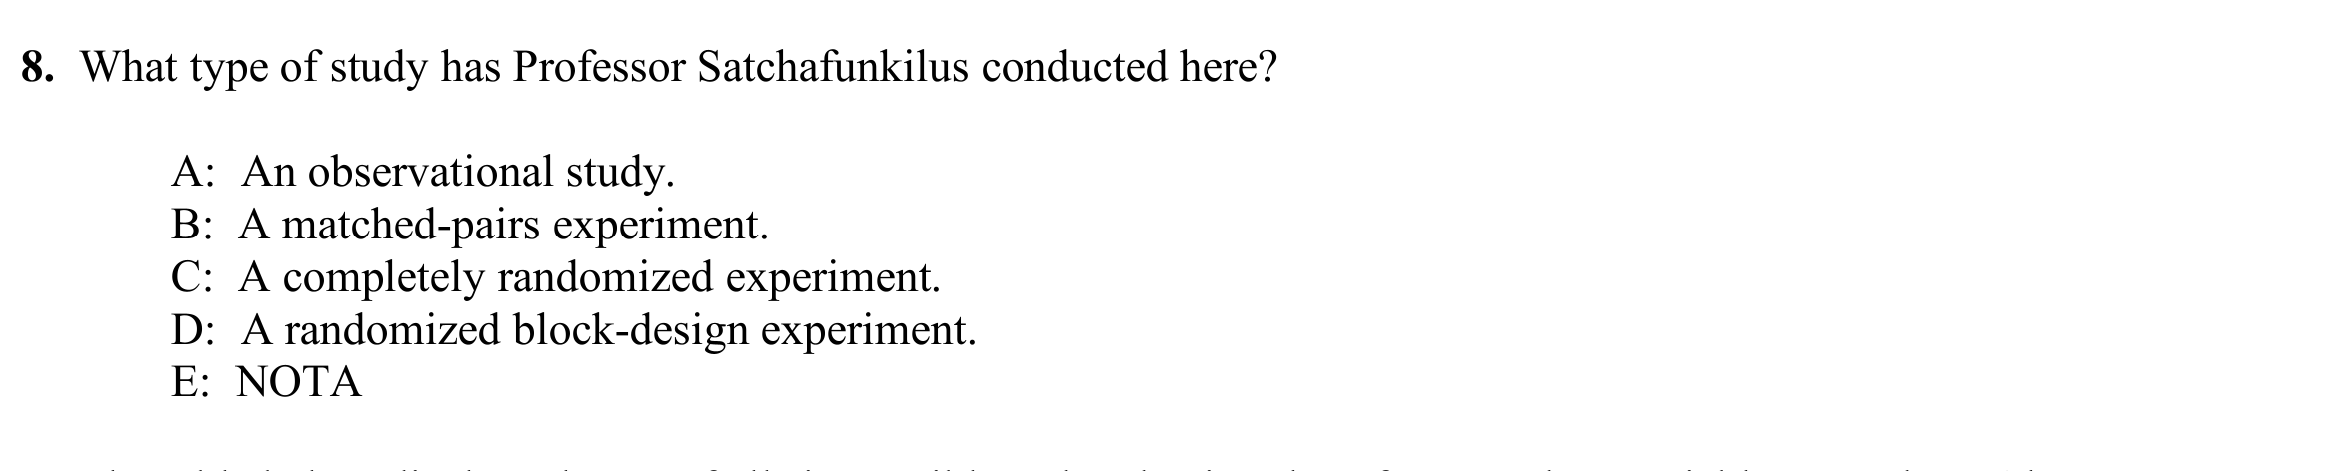 8. What type of study has Professor Satchafunkilus conducted here?
A: An observational study.
B: A matched-pairs experiment.
C: A completely randomized experiment.
D: A randomized block-design experiment.
E: NOTA